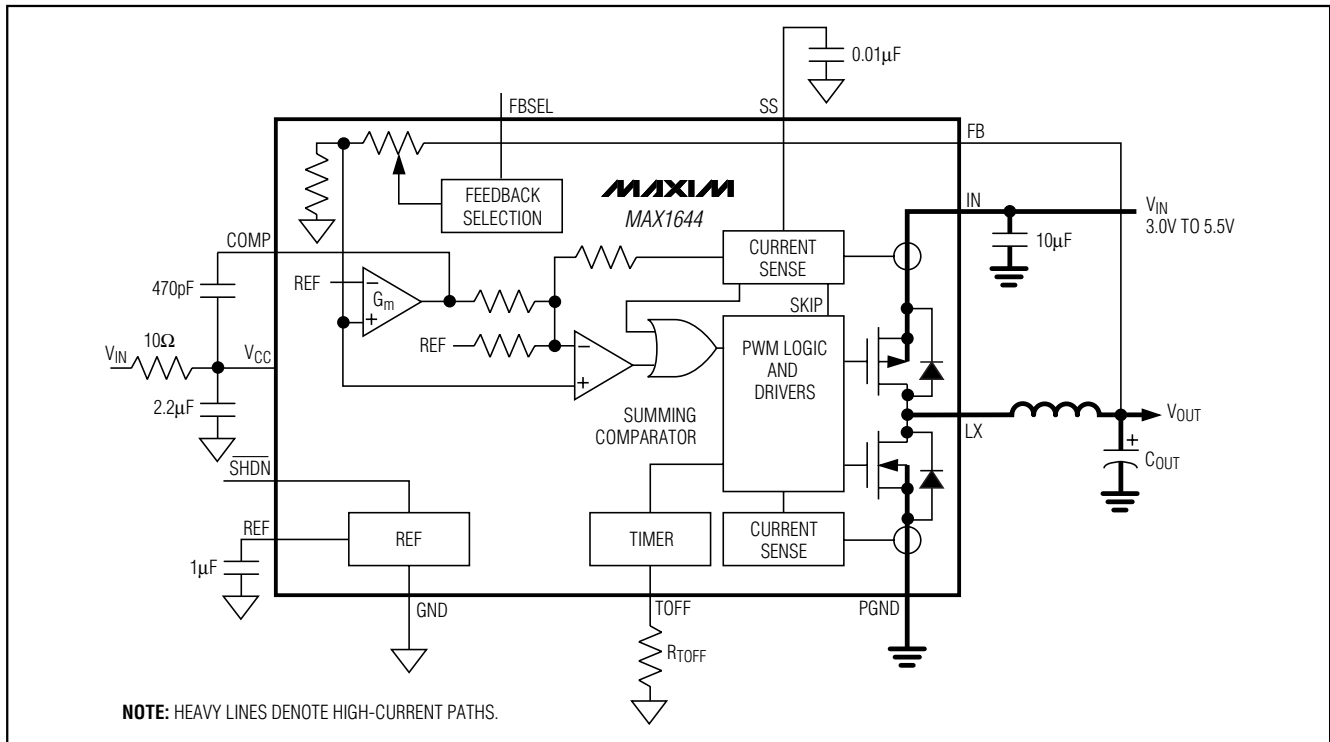 0.01µF
FBSEL
SS
FB
FEEDBACK
SELECTION
MAXIM
MAX1644
IN
VIN
3.0V TO 5.5V
10µF
COMP
CURRENT
SENSE
REF
Gm
470pF
SKIP
10Ω
VIN
VCC
REF
PWM LOGIC
AND
DRIVERS
2.2µF
SUMMING
COMPARATOR
LX
VOUT
+
COUT
SHDN
REF
REF
TIMER
CURRENT
SENSE
1µF
GND
TOFF
PGND
RTOFF
NOTE: HEAVY LINES DENOTE HIGH-CURRENT PATHS.